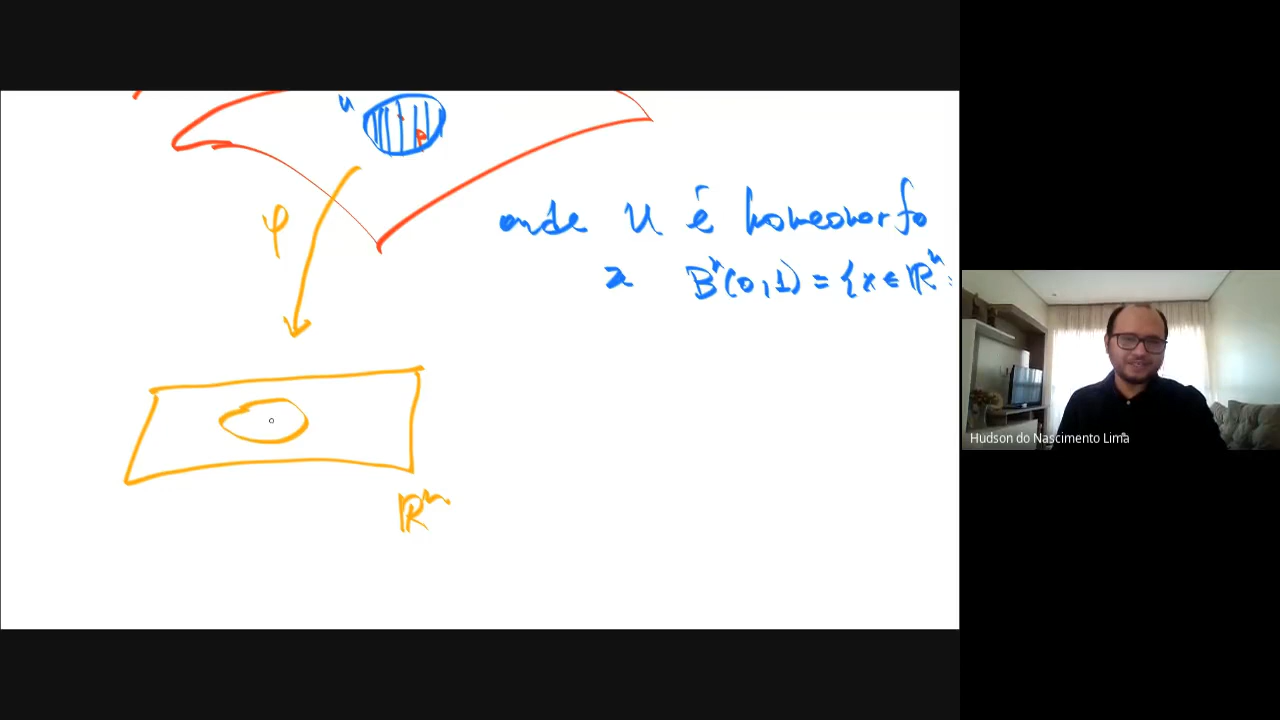 U
p
φ
onde U é homeomorfo
a Bⁿ(0,1) = {x ∈ ℝⁿ :
ℝⁿ
Hudson do Nascimento Lima